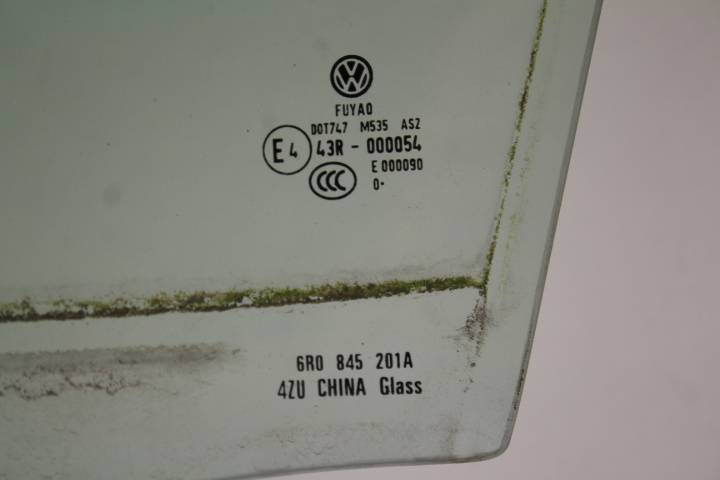 FUYAO
DOT747 M535 AS2
E4 43R - 000054
E 000090
CCC
0·
6R0 845 201A
4ZU CHINA Glass